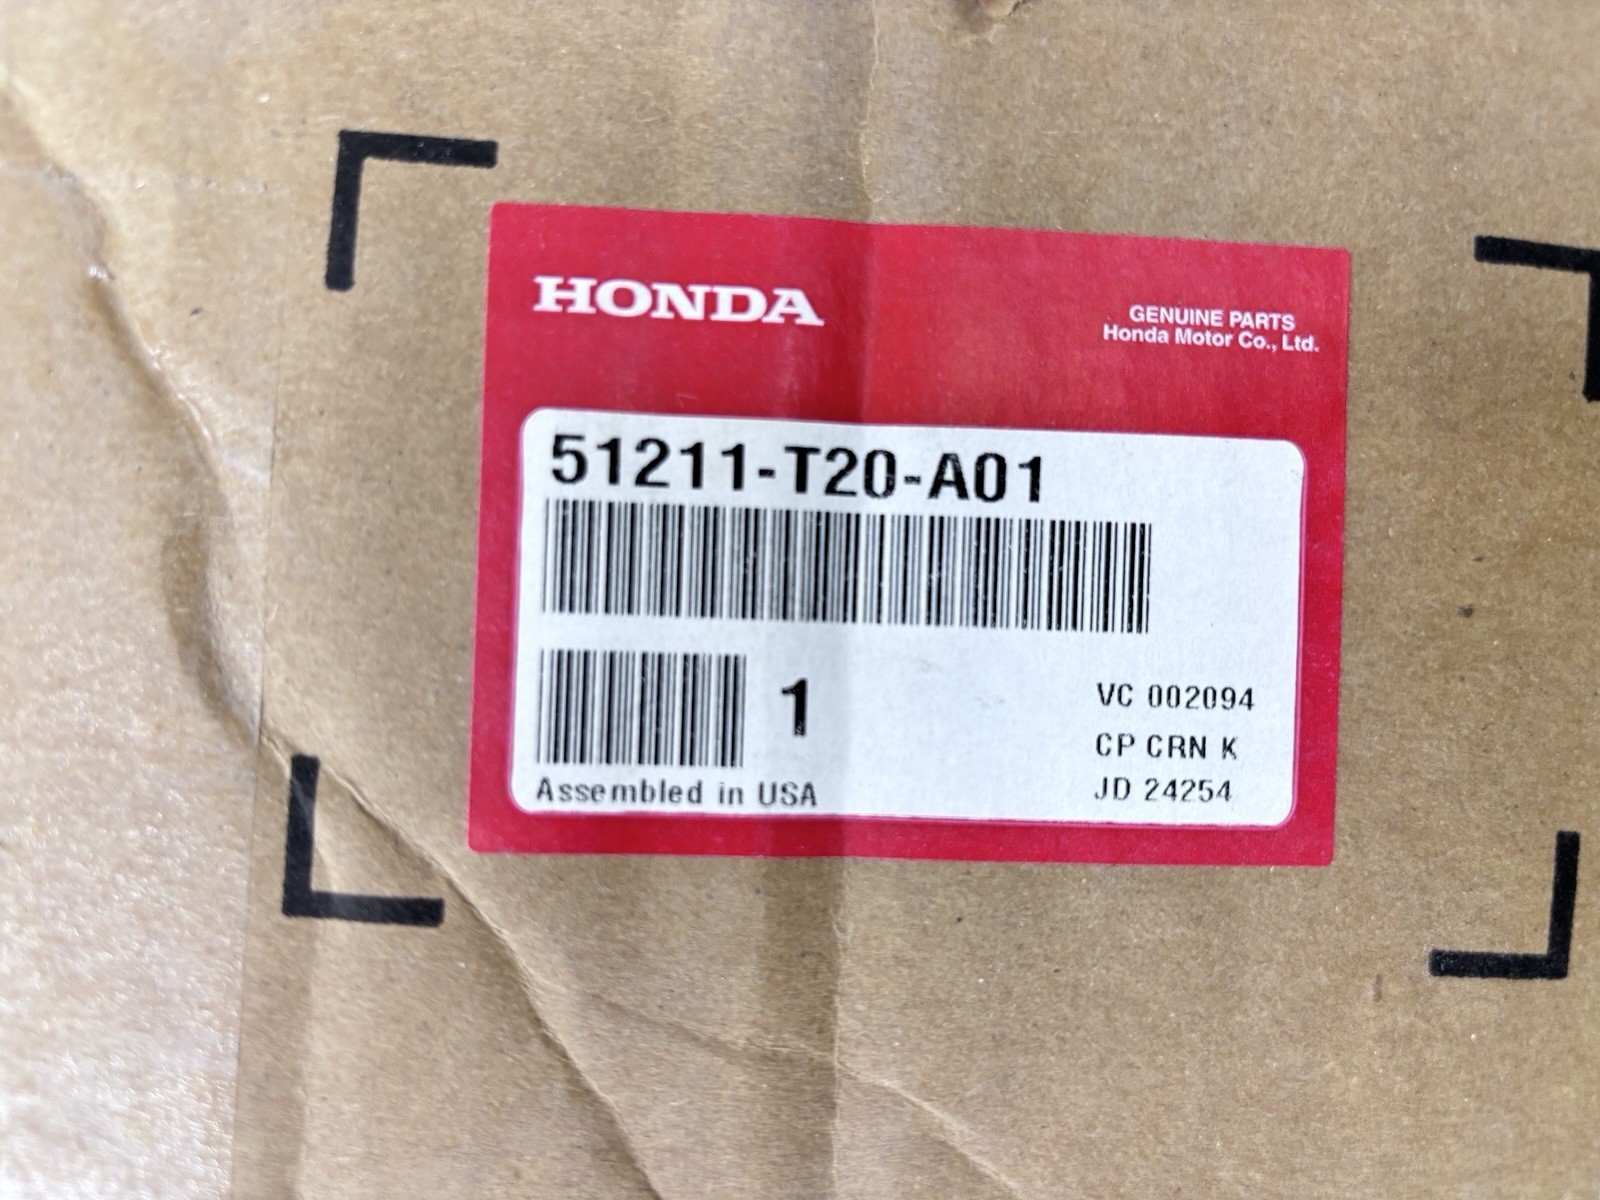 HONDA
GENUINE PARTS
Honda Motor Co., Ltd.
51211-T20-A01
1
VC 002094
CP CRN K
JD 24254
Assembled in USA